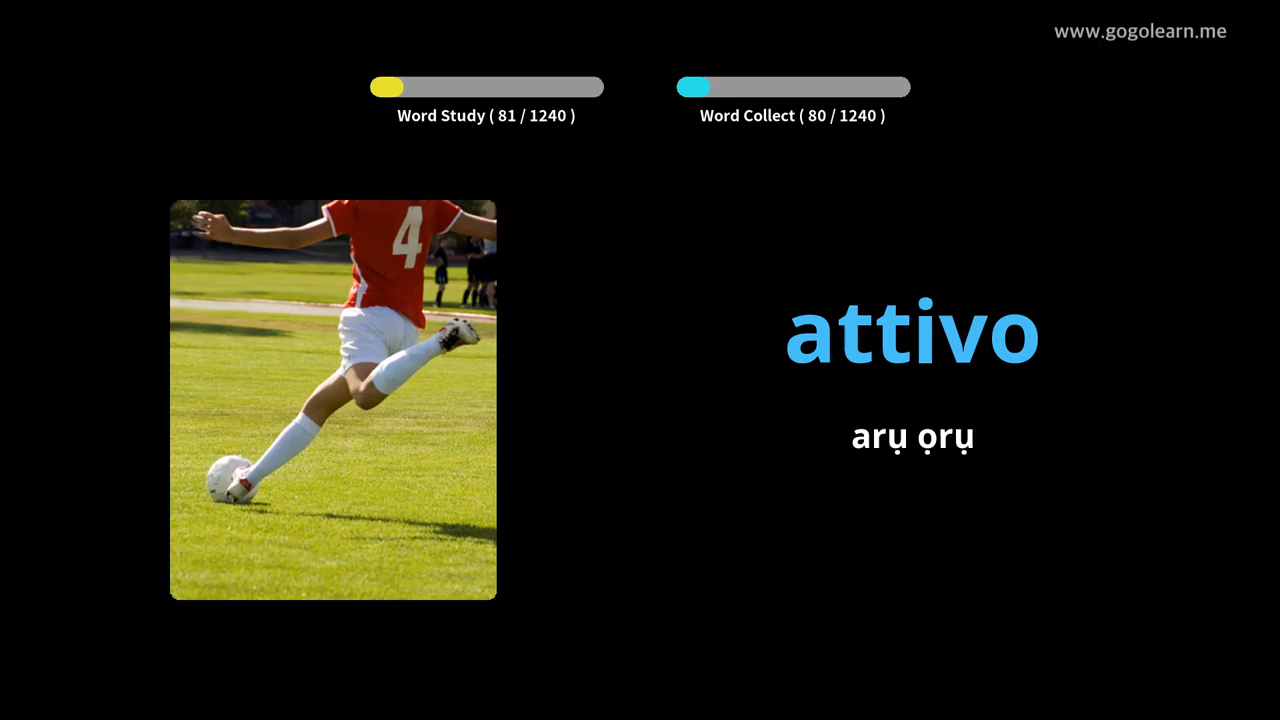 www.gogolearn.me
Word Study ( 81 / 1240 )
Word Collect ( 80 / 1240 )
4
attivo
arụ ọrụ